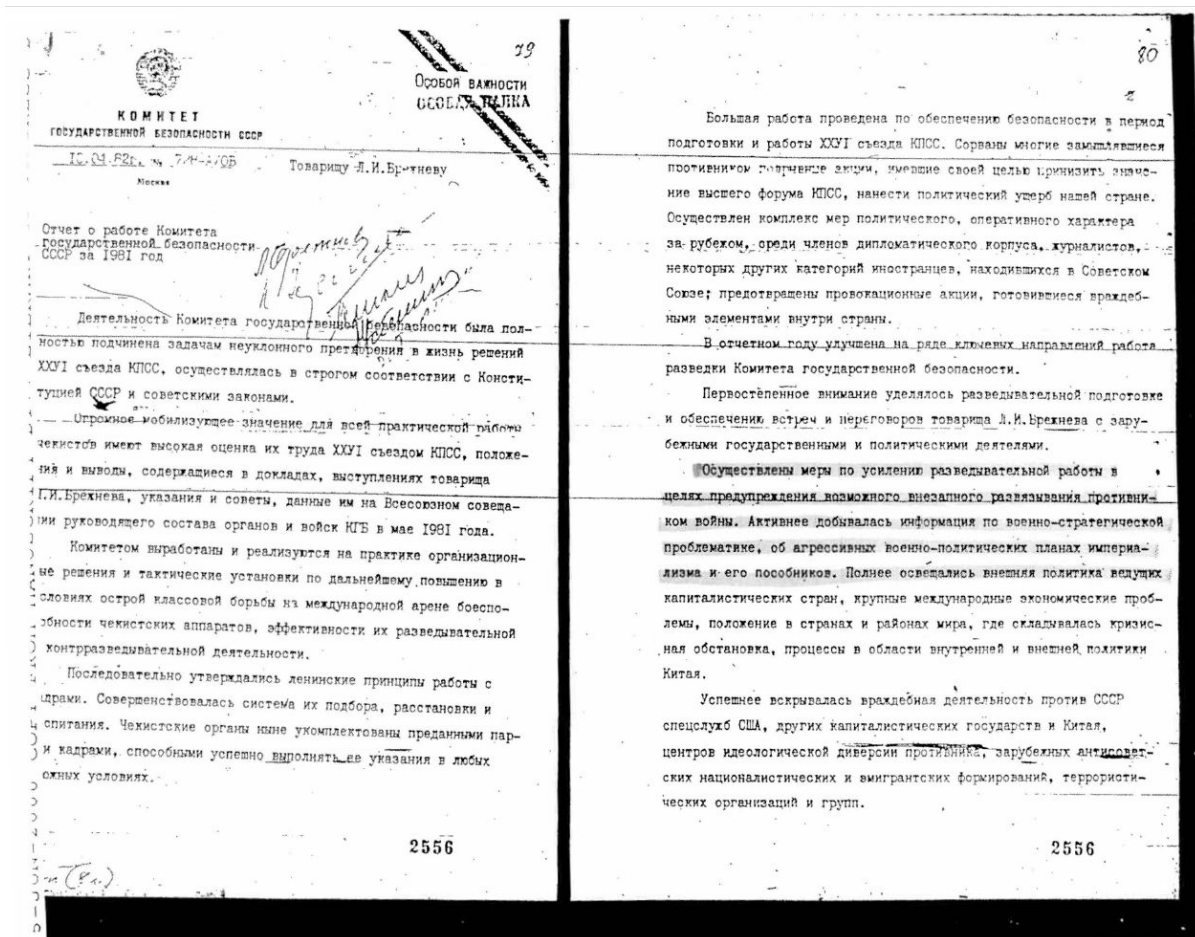 79
Особой важности
ОСОБАЯ ПАПКА
КОМИТЕТ
ГОСУДАРСТВЕННОЙ БЕЗОПАСНОСТИ СССР
Москва
Товарищу Л.И.Брежневу
Отчет о работе Комитета
государственной безопасности
СССР за 1981 год
Деятельность Комитета государственной безопасности была пол-
ностью подчинена задачам неуклонного претворения в жизнь решений
ХХУІ съезда КПСС, осуществлялась в строгом соответствии с Консти-
туцией СССР и советскими законами.
Огромное мобилизующее значение для всей практической работы
чекистов имеют высокая оценка их труда ХХУІ съездом КПСС, положе-
ния и выводы, содержащиеся в докладах, выступлениях товарища
Л.И.Брежнева, указания и советы, данные им на Всесоюзном совеща-
нии руководящего состава органов и войск КГБ в мае 1981 года.
Комитетом выработаны и реализуются на практике организацион-
ые решения и тактические установки по дальнейшему повышению в
словиях острой классовой борьбы на международной арене боеспо-
обности чекистских аппаратов, эффективности их разведывательной
контрразведывательной деятельности.
Последовательно утверждались ленинские принципы работы с
адрами. Совершенствовалась система их подбора, расстановки и
спитания. Чекистские органы ныне укомплектованы преданными пар-
и кадрами, способными успешно выполнять ее указания в любых
ожных условиях.
2556
80
2
Большая работа проведена по обеспечению безопасности в период
подготовки и работы ХХУІ съезда КПСС. Сорваны многие замышлявшиеся
противником подрывные акции, имевшие своей целью принизить значе-
ние высшего форума КПСС, нанести политический ущерб нашей стране.
Осуществлен комплекс мер политического, оперативного характера
за рубежом, среди членов дипломатического корпуса, журналистов,
некоторых других категорий иностранцев, находившихся в Советском
Союзе; предотвращены провокационные акции, готовившиеся враждеб-
ными элементами внутри страны.
В отчетном году улучшена на ряде ключевых направлений работа
разведки Комитета государственной безопасности.
Первостепенное внимание уделялось разведывательной подготовке
и обеспечению встреч и переговоров товарища Л.И.Брежнева с зару-
бежными государственными и политическими деятелями.
Осуществлены меры по усилению разведывательной работы в
целях предупреждения возможного внезапного развязывания противни-
ком войны. Активнее добывалась информация по военно-стратегической
проблематике, об агрессивных военно-политических планах империа-
лизма и его пособников. Полнее освещались внешняя политика ведущих
капиталистических стран, крупные международные экономические проб-
лемы, положение в странах и районах мира, где складывалась кризис-
ная обстановка, процессы в области внутренней и внешней политики
Китая.
Успешнее вскрывалась враждебная деятельность против СССР
спецслужб США, других капиталистических государств и Китая,
центров идеологической диверсии противника, зарубежных антисовет-
ских националистических и эмигрантских формирований, террористи-
ческих организаций и групп.
2556